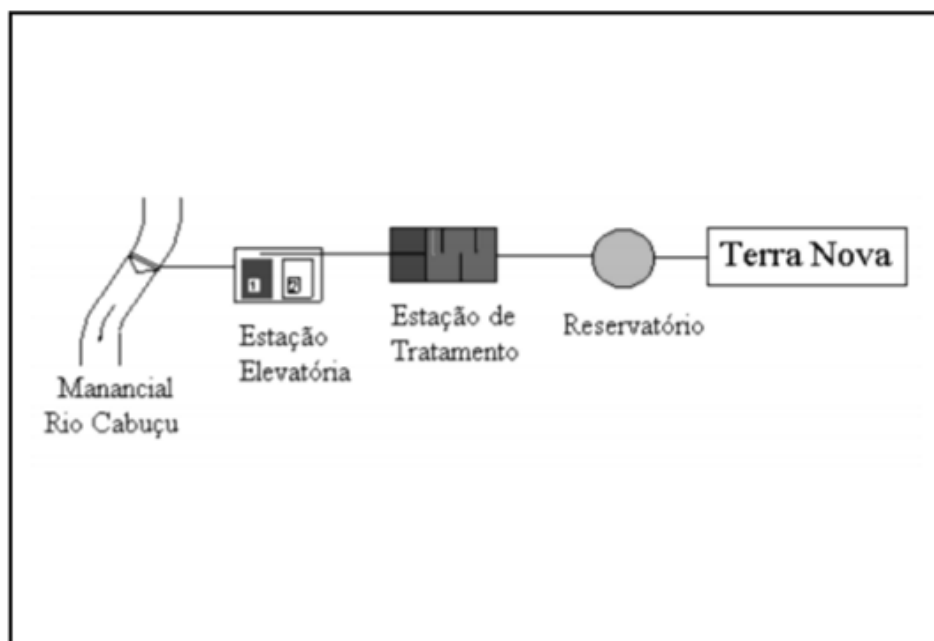 Terra Nova
1
2
Estação de
Tratamento
Reservatório
Estação
Elevatória
Manancial
Rio Cabuçu